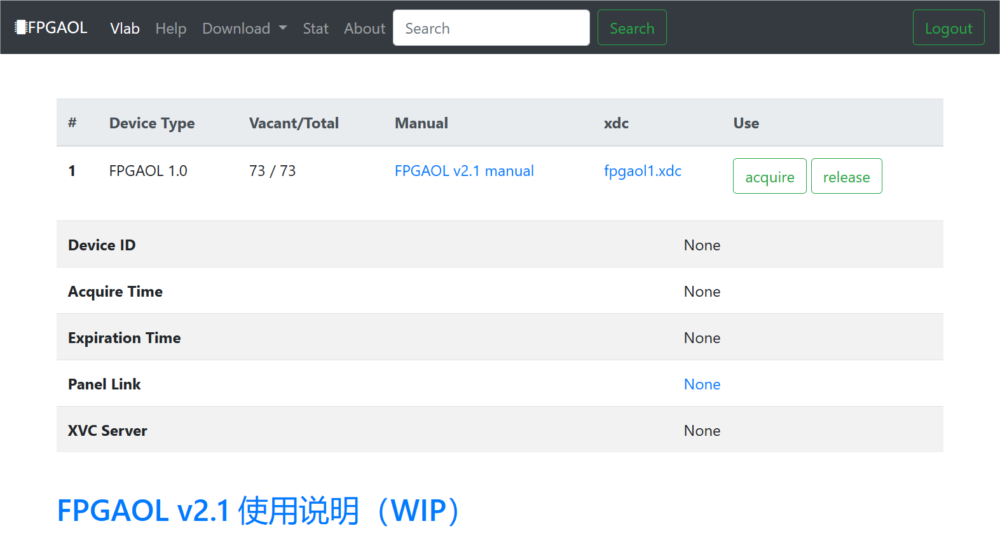 FPGAOL Vlab Help Download Stat About Search Search Logout
# Device Type Vacant/Total Manual xdc Use
1 FPGAOL 1.0 73 / 73 FPGAOL v2.1 manual fpgaol1.xdc acquire release
Device ID None
Acquire Time None
Expiration Time None
Panel Link None
XVC Server None
FPGAOL v2.1 使用说明（WIP）